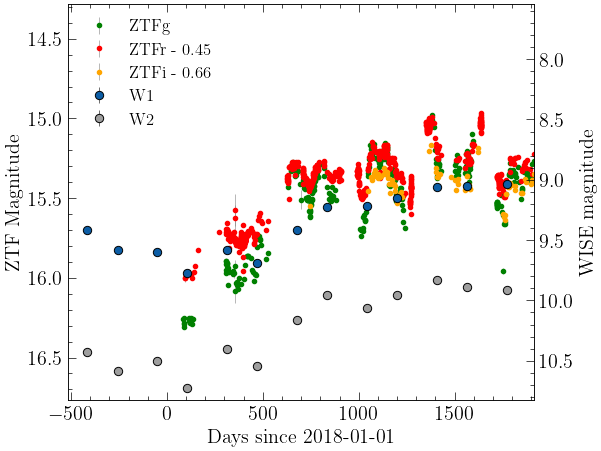 ZTFg
ZTFr - 0.45
ZTFi - 0.66
W1
W2
14.5
15.0
15.5
16.0
16.5
ZTF Magnitude
8.0
8.5
9.0
9.5
10.0
10.5
WISE magnitude
−500
0
500
1000
1500
Days since 2018-01-01